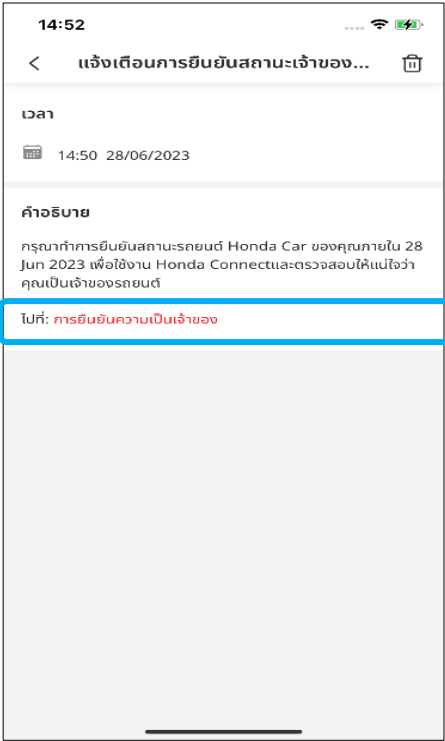 14:52
แจ้งเตือนการยืนยันสถานะเจ้าของ...
เวลา
14:50 28/06/2023
คำอธิบาย
กรุณาทำการยืนยันสถานะรถยนต์ Honda Car ของคุณภายใน 28
Jun 2023 เพื่อใช้งาน Honda Connectและตรวจสอบให้แน่ใจว่า
คุณเป็นเจ้าของรถยนต์
ไปที่: การยืนยันความเป็นเจ้าของ